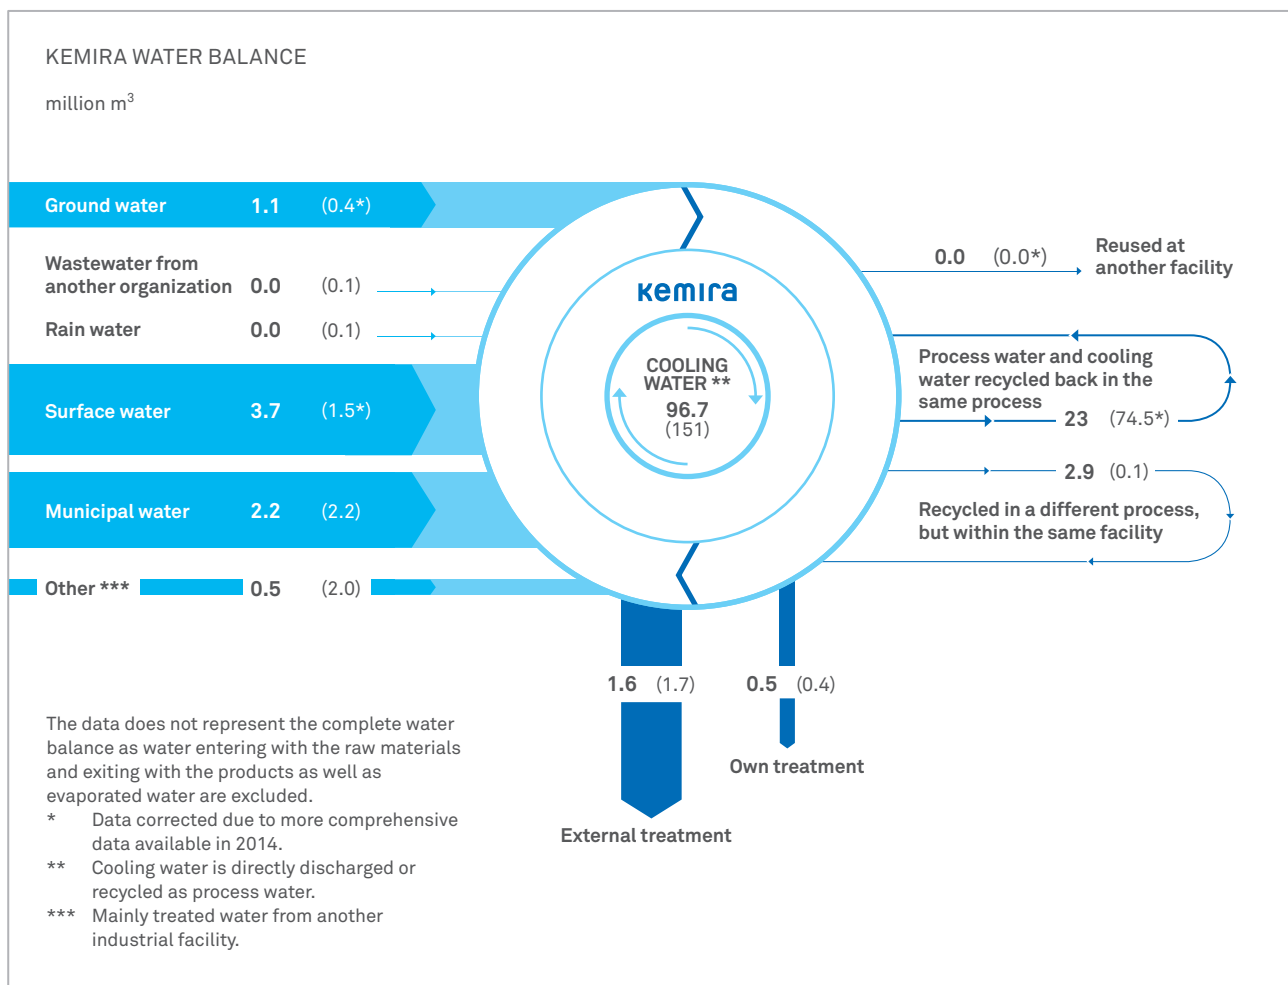 KEMIRA WATER BALANCE
million m³
Ground water 1.1 (0.4*)
Wastewater from
another organization 0.0 (0.1)
Rain water 0.0 (0.1)
Surface water 3.7 (1.5*)
Municipal water 2.2 (2.2)
Other *** 0.5 (2.0)
kemira
COOLING
WATER **
96.7
(151)
0.0 (0.0*)
Reused at
another facility
Process water and cooling
water recycled back in the
same process
23 (74.5*)
2.9 (0.1)
Recycled in a different process,
but within the same facility
1.6 (1.7)
External treatment
0.5 (0.4)
Own treatment
The data does not represent the complete water
balance as water entering with the raw materials
and exiting with the products as well as
evaporated water are excluded.
* Data corrected due to more comprehensive
data available in 2014.
** Cooling water is directly discharged or
recycled as process water.
*** Mainly treated water from another
industrial facility.